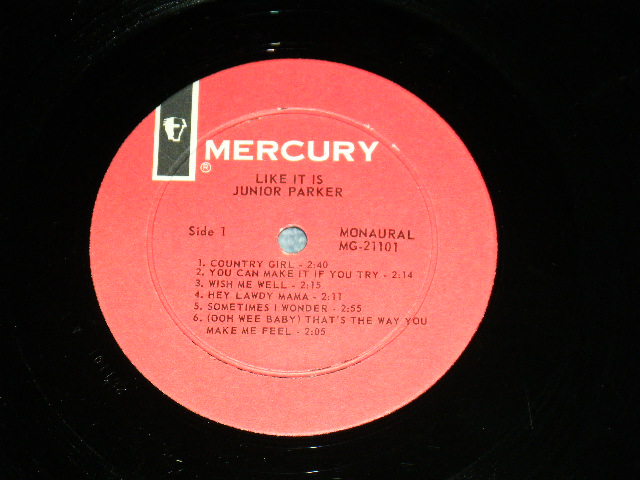 MERCURY
®
LIKE IT IS
JUNIOR PARKER
Side 1
MONAURAL
MG-21101
1. COUNTRY GIRL - 2:40
2. YOU CAN MAKE IT IF YOU TRY - 2:14
3. WISH ME WELL - 2:15
4. HEY LAWDY MAMA - 2:11
5. SOMETIMES I WONDER - 2:55
6. (OOH WEE BABY) THAT'S THE WAY YOU
MAKE ME FEEL - 2:05